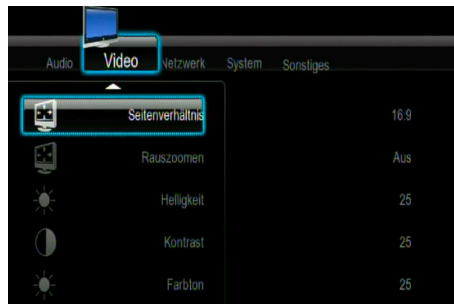 Audio Video Netzwerk System Sonstiges
Seitenverhältnis 16:9
Rauszoomen Aus
Helligkeit 25
Kontrast 25
Farbton 25